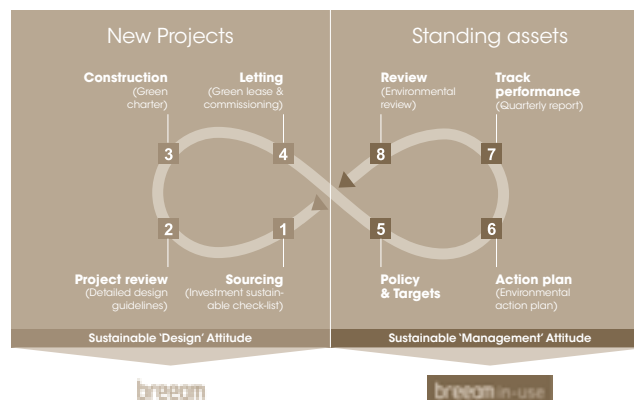 New Projects
Standing assets
Construction
(Green
charter)
Letting
(Green lease &
commissioning)
Review
(Environmental
review)
Track
performance
(Quarterly report)
3
4
8
7
2
1
5
6
Project review
(Detailed design
guidelines)
Sourcing
(Investment sustain-
able check-list)
Policy
& Targets
Action plan
(Environmental
action plan)
Sustainable ‘Design’ Attitude
Sustainable ‘Management’ Attitude
breeam
breeam in-use